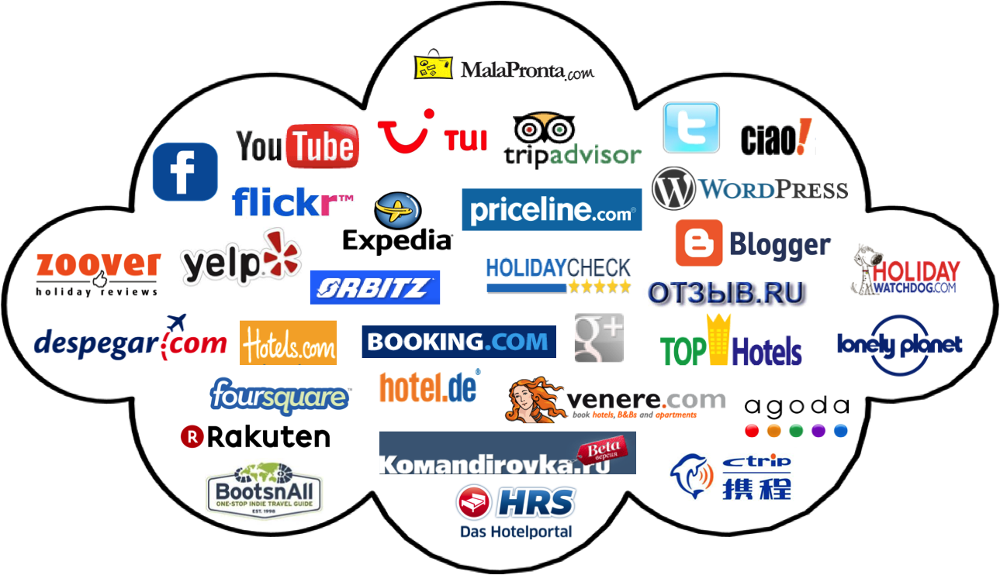 MalaPronta.com
YouTube
TUI
tripadvisor
t
ciao!
f
flickr™
Expedia
priceline.com®
W WORDPRESS
zoover
holiday reviews
yelp
ORBITZ
HOLIDAYCHECK
B Blogger
ОТЗЫВ.RU
HOLIDAY
WATCHDOG.COM
despegar.com
Hotels.com
BOOKING.COM
g+
TOP Hotels
lonely planet
foursquare™
hotel.de®
venere.com
book hotels, B&Bs and apartments
agoda
R Rakuten
Komandirovka.ru
Beta
версия
BootsnAll
ONE-STOP INDIE TRAVEL GUIDE
EST. 1998
HRS
Das Hotelportal
ctrip
携程